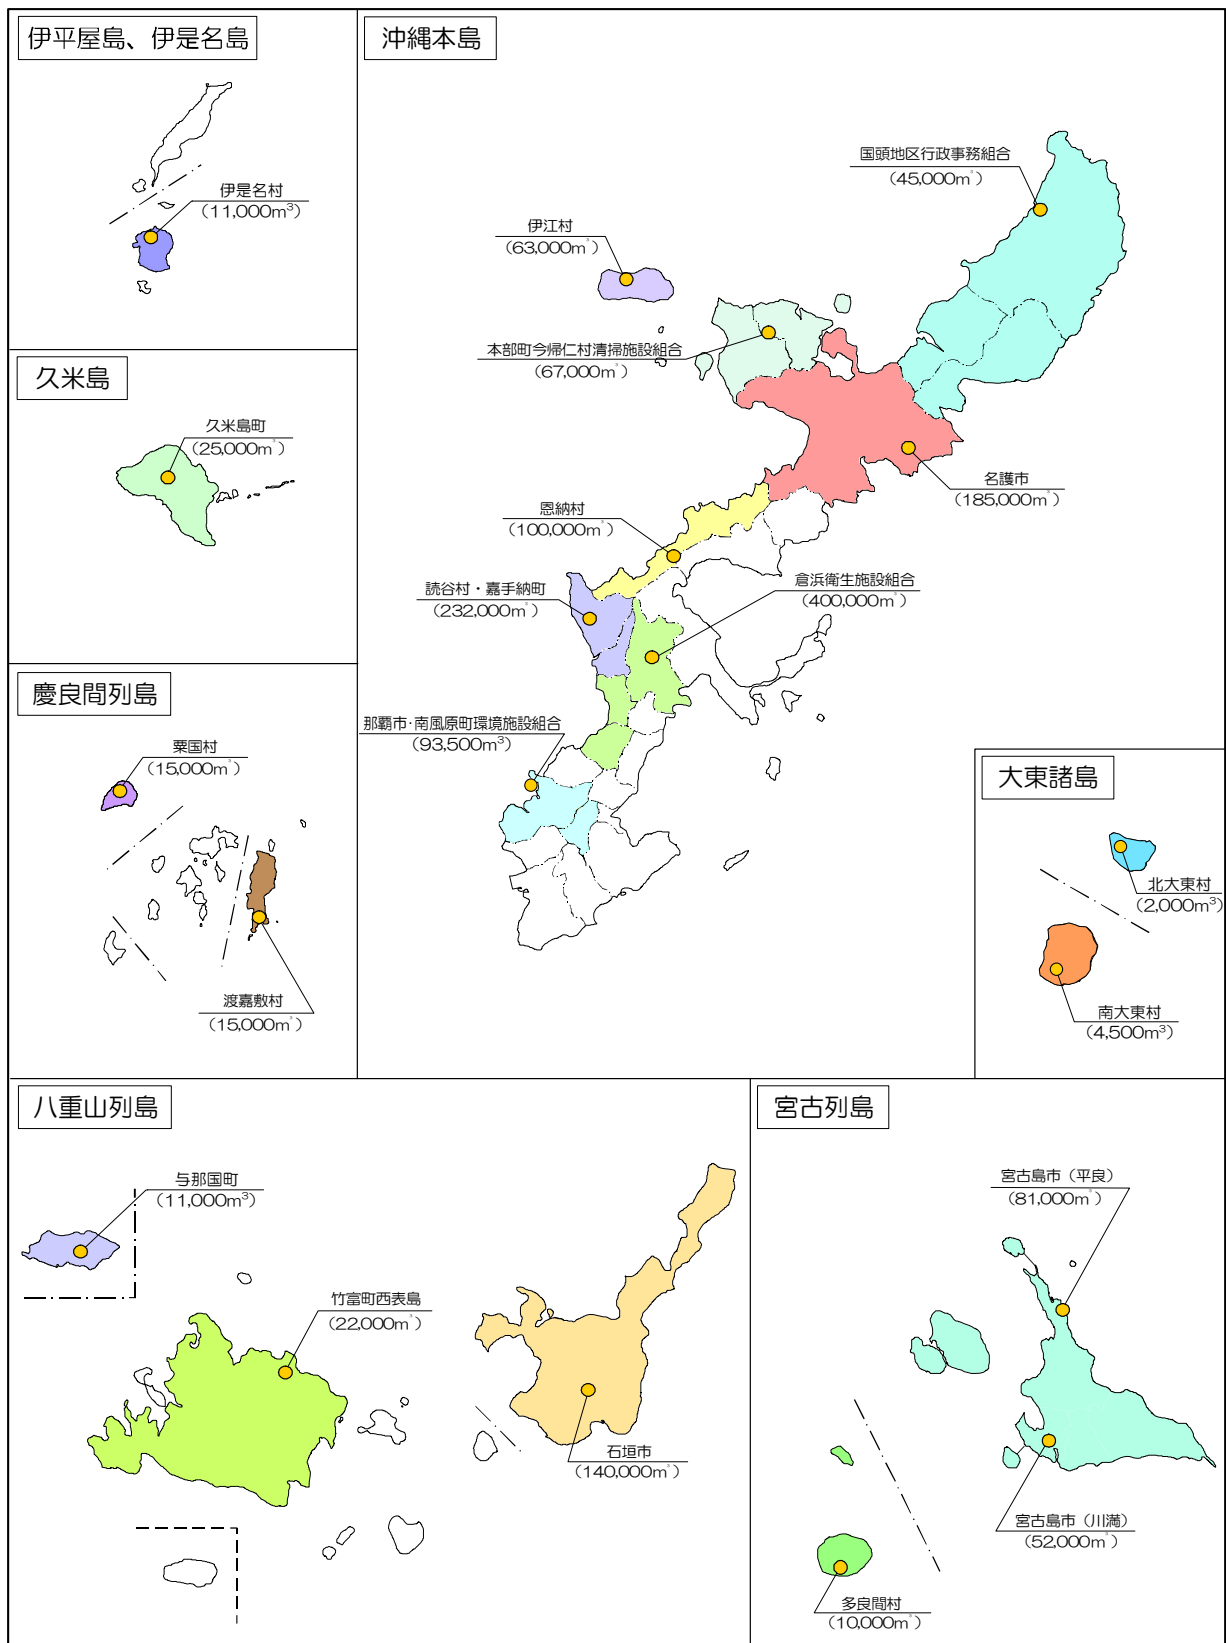 伊平屋島、伊是名島
伊是名村
(11,000m³)
久米島
久米島町
(25,000m³)
慶良間列島
粟国村
(15,000m³)
渡嘉敷村
(15,000m³)
沖縄本島
国頭地区行政事務組合
(45,000m³)
伊江村
(63,000m³)
本部町今帰仁村清掃施設組合
(67,000m³)
名護市
(185,000m³)
恩納村
(100,000m³)
読谷村・嘉手納町
(232,000m³)
倉浜衛生施設組合
(400,000m³)
那覇市・南風原町環境施設組合
(93,500m³)
大東諸島
北大東村
(2,000m³)
南大東村
(4,500m³)
八重山列島
与那国町
(11,000m³)
竹富町西表島
(22,000m³)
石垣市
(140,000m³)
宮古列島
宮古島市（平良）
(81,000m³)
宮古島市（川満）
(52,000m³)
多良間村
(10,000m³)